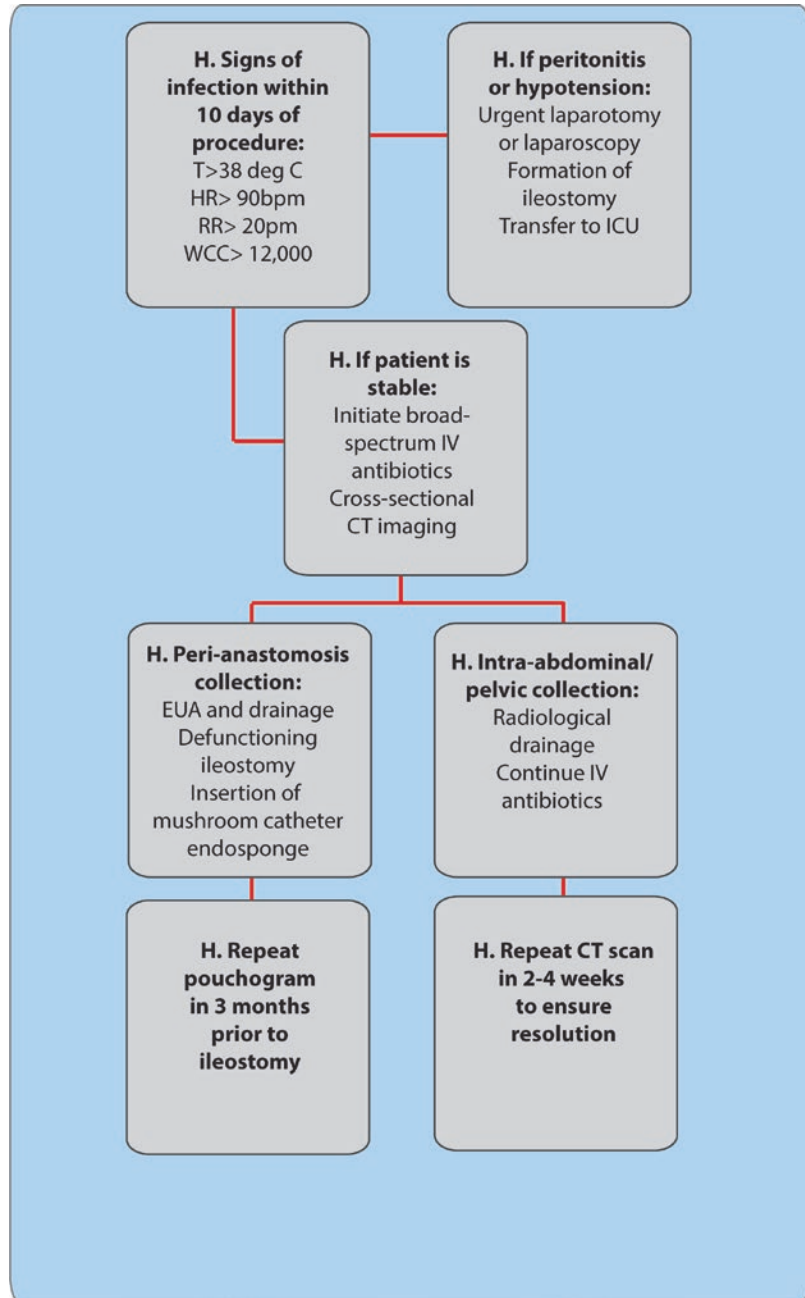 H. Signs of
infection within
10 days of
procedure:
T>38 deg C
HR> 90bpm
RR> 20pm
WCC> 12,000
H. If peritonitis
or hypotension:
Urgent laparotomy
or laparoscopy
Formation of
ileostomy
Transfer to ICU
H. If patient is
stable:
Initiate broad-
spectrum IV
antibiotics
Cross-sectional
CT imaging
H. Peri-anastomosis
collection:
EUA and drainage
Defunctioning
ileostomy
Insertion of
mushroom catheter
endosponge
H. Intra-abdominal/
pelvic collection:
Radiological
drainage
Continue IV
antibiotics
H. Repeat
pouchogram
in 3 months
prior to
ileostomy
H. Repeat CT scan
in 2-4 weeks
to ensure
resolution